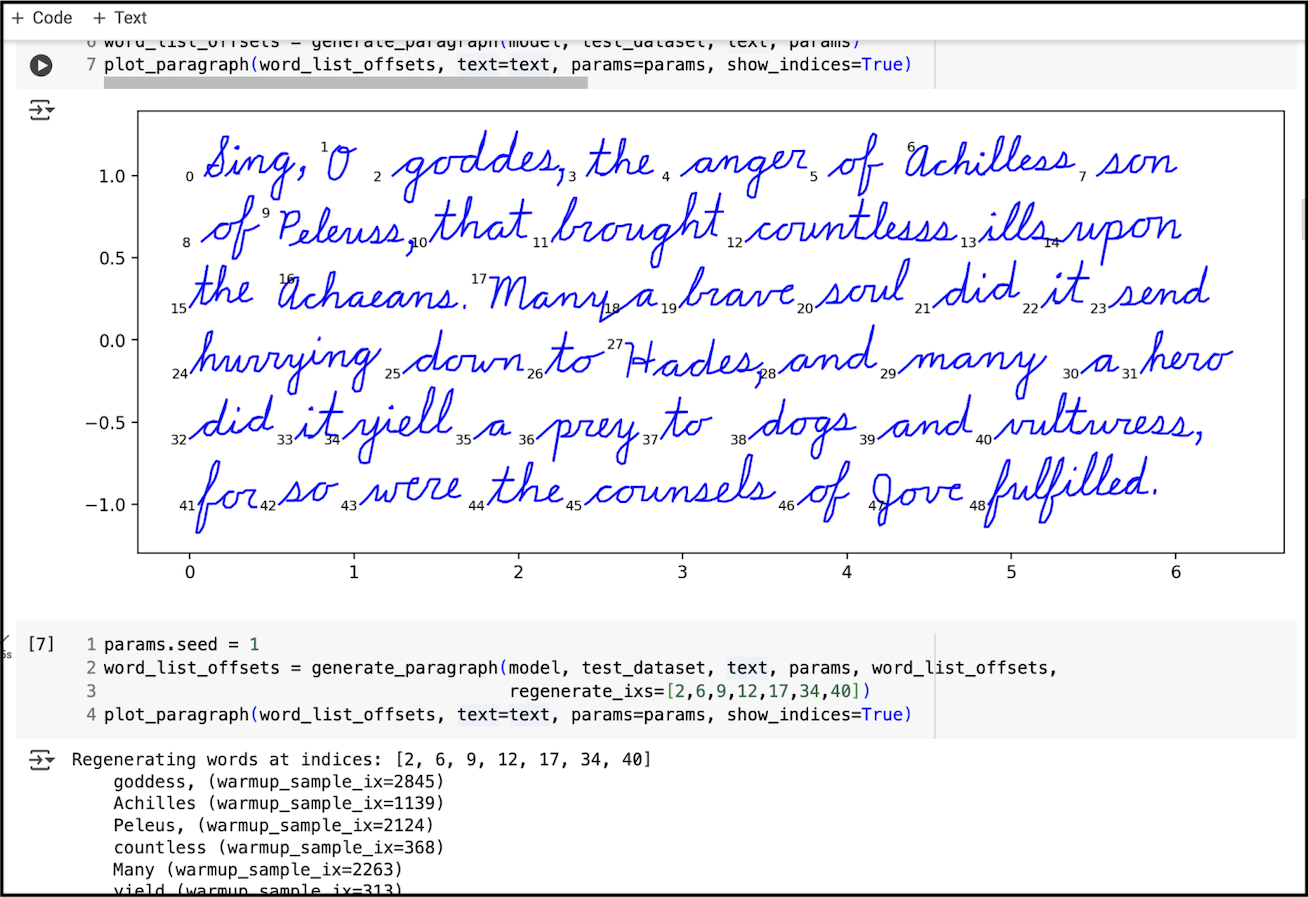 + Code + Text
6 word_list_offsets = generate_paragraph(model, test_dataset, text, params)
7 plot_paragraph(word_list_offsets, text=text, params=params, show_indices=True)
0 Sing, 1 O 2 goddes, 3 the 4 anger 5 of 6 Achilless 7 son
8 of 9 Peleuss, 10 that 11 brought 12 countlesss 13 ills 14 upon
15 the 16 Achaeans. 17 Many 18 a 19 brave 20 soul 21 did 22 it 23 send
24 hurrying 25 down 26 to 27 Hades, 28 and 29 many 30 a 31 hero
32 did 33 it 34 yiell 35 a 36 prey 37 to 38 dogs 39 and 40 vulturess,
41 for 42 so 43 were 44 the 45 counsels 46 of 47 Jove 48 fulfilled.
1.0
0.5
0.0
−0.5
−1.0
0 1 2 3 4 5 6
[7] 1 params.seed = 1
5s
2 word_list_offsets = generate_paragraph(model, test_dataset, text, params, word_list_offsets,
3 regenerate_ixs=[2,6,9,12,17,34,40])
4 plot_paragraph(word_list_offsets, text=text, params=params, show_indices=True)
Regenerating words at indices: [2, 6, 9, 12, 17, 34, 40]
goddess, (warmup_sample_ix=2845)
Achilles (warmup_sample_ix=1139)
Peleus, (warmup_sample_ix=2124)
countless (warmup_sample_ix=368)
Many (warmup_sample_ix=2263)
yield (warmup_sample_ix=313)